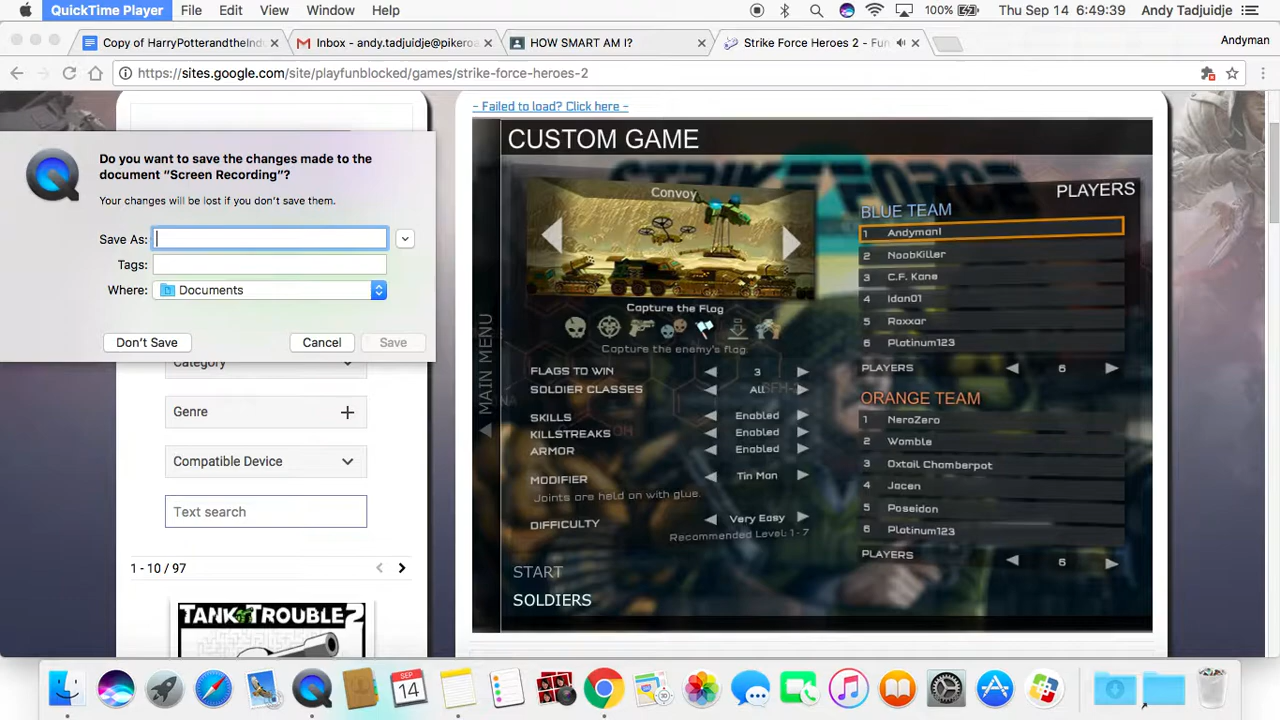 QuickTime Player File Edit View Window Help 100% Thu Sep 14 6:49:39 Andy Tadjuidje
Copy of HarryPotterandtheInd Inbox - andy.tadjuidje@pikeroa HOW SMART AM I? Strike Force Heroes 2 - Fun Andyman
https://sites.google.com/site/playfunblocked/games/strike-force-heroes-2
- Failed to load? Click here -
Do you want to save the changes made to the
document “Screen Recording”?
Your changes will be lost if you don’t save them.
Save As:
Tags:
Where: Documents
Don’t Save Cancel Save
Category
Genre
Compatible Device
Text search
1 - 10 / 97
TANK TROUBLE 2
CUSTOM GAME
MAIN MENU
Convoy
Capture the Flag
Capture the enemy's flag.
FLAGS TO WIN 3
SOLDIER CLASSES All
SKILLS Enabled
KILLSTREAKS Enabled
ARMOR Enabled
MODIFIER Tin Man
Joints are held on with glue.
DIFFICULTY Very Easy
Recommended Level: 1-7
START
SOLDIERS
PLAYERS
BLUE TEAM
1 Andyman1
2 NoobKiller
3 C.F. Kane
4 Idan01
5 Raxxar
6 Platinum123
PLAYERS 6
ORANGE TEAM
1 NeroZero
2 Womble
3 Oxtail Chamberpot
4 Jacen
5 Poseidon
6 Platinum123
PLAYERS 6
SEP
14